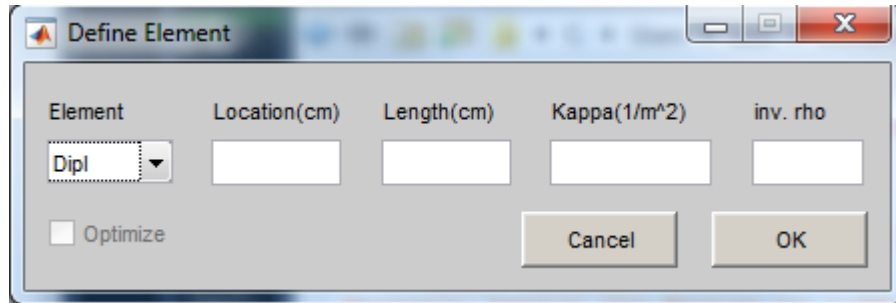 Define Element
Element Location(cm) Length(cm) Kappa(1/m^2) inv. rho
Dipl
Optimize Cancel OK